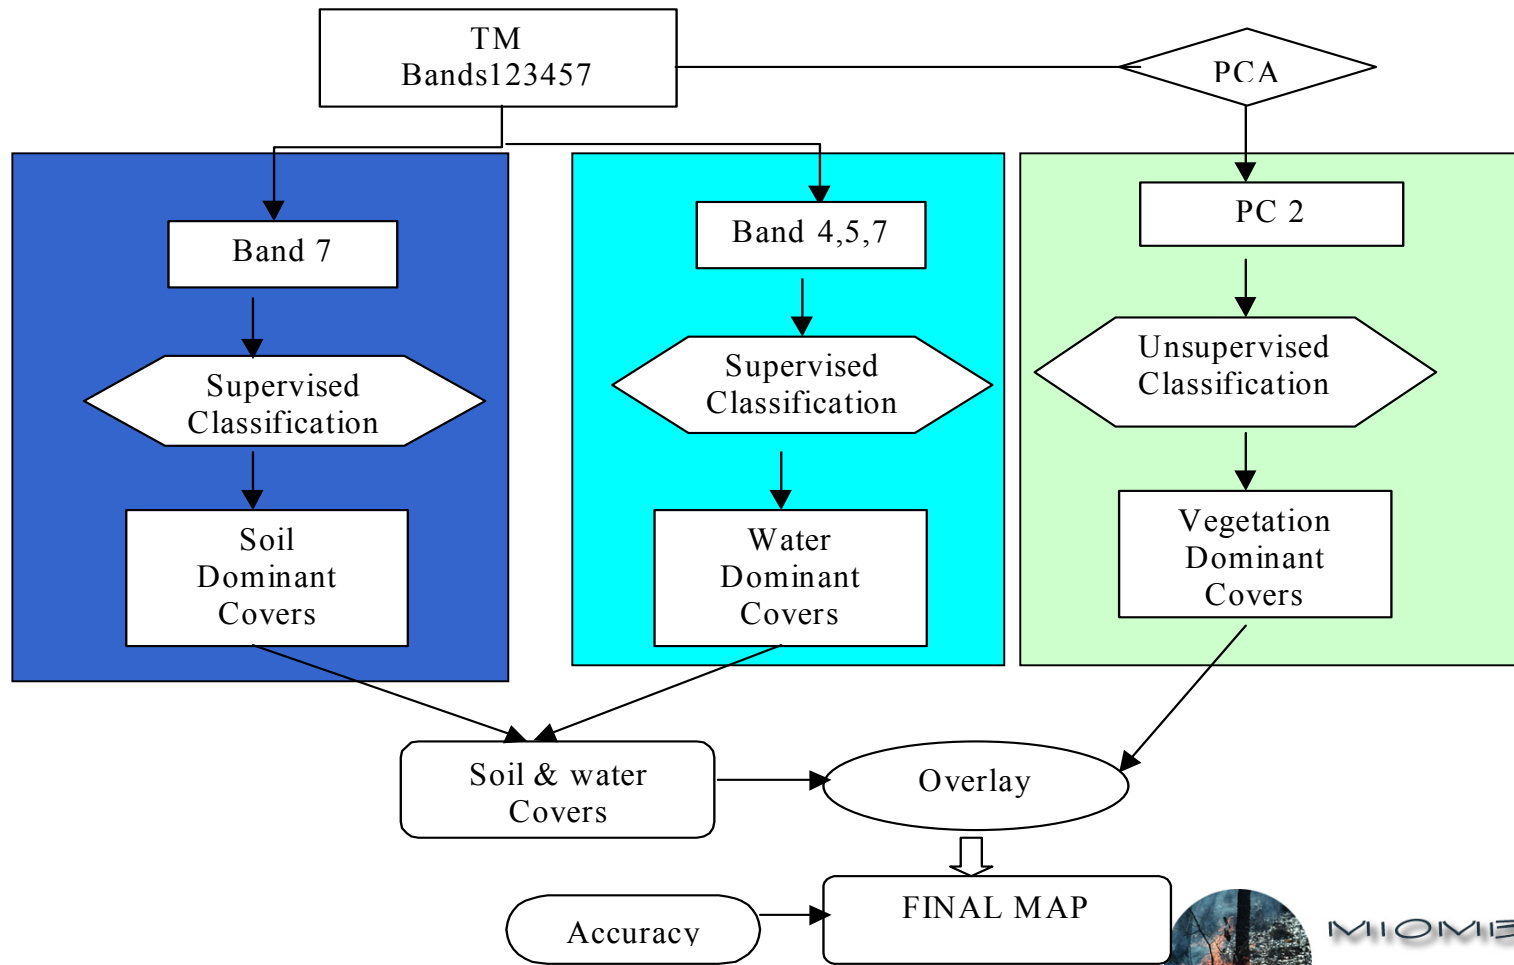 TM
Bands123457
PCA
Band 7
Band 4,5,7
PC 2
Supervised
Classification
Supervised
Classification
Unsupervised
Classification
Soil
Dominant
Covers
Water
Dominant
Covers
Vegetation
Dominant
Covers
Soil & water
Covers
Overlay
FINAL MAP
Accuracy